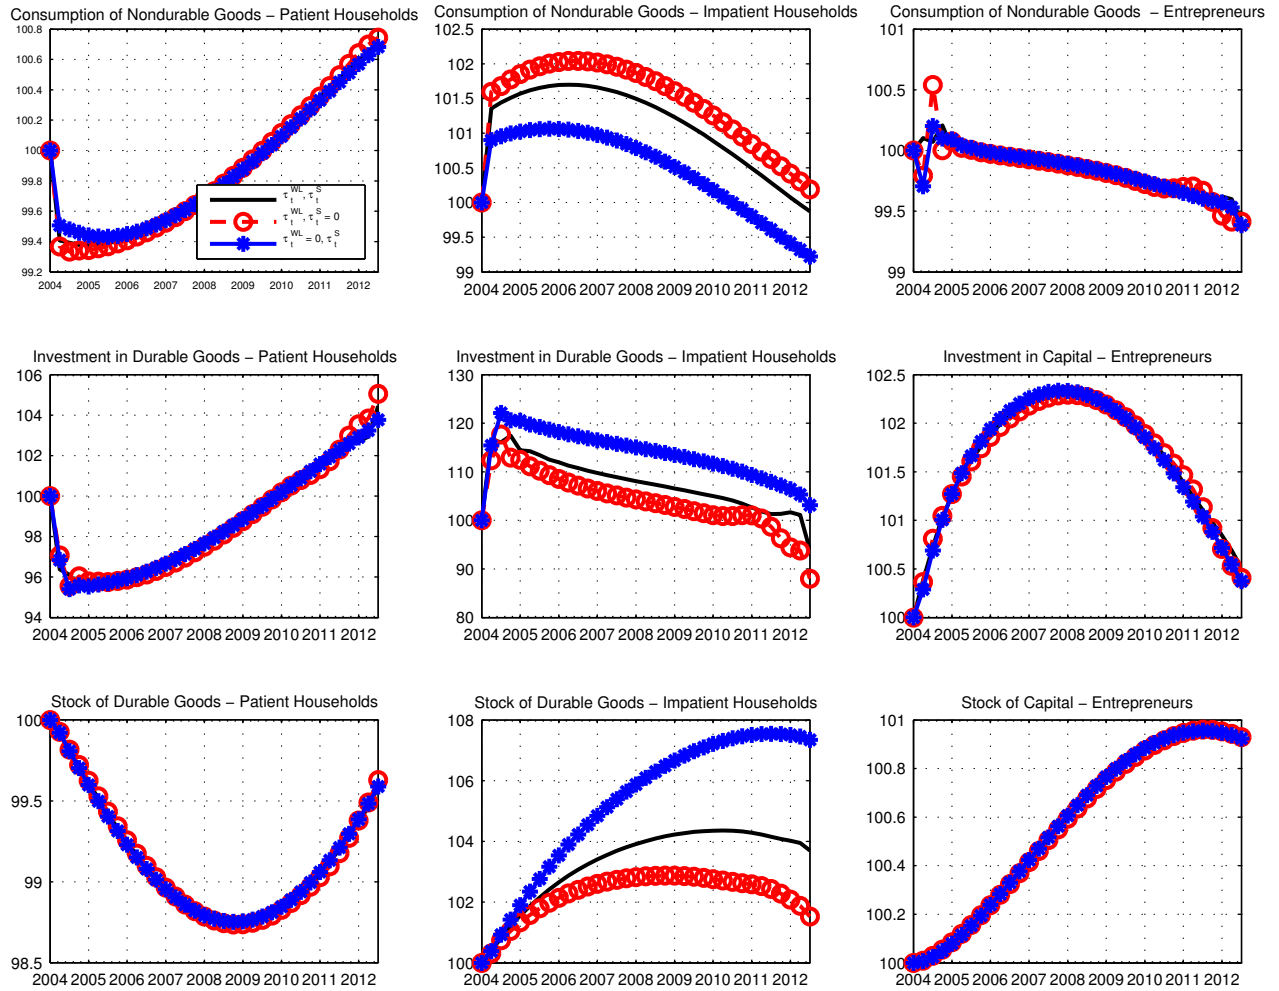 Consumption of Nondurable Goods − Patient Households
100.8
100.6
100.4
100.2
100
99.8
99.6
99.4
99.2
2004 2005 2006 2007 2008 2009 2010 2011 2012
τ_t^WL, τ_t^S
τ_t^WL, τ_t^S = 0
τ_t^WL = 0, τ_t^S
Consumption of Nondurable Goods − Impatient Households
102.5
102
101.5
101
100.5
100
99.5
99
2004 2005 2006 2007 2008 2009 2010 2011 2012
Consumption of Nondurable Goods − Entrepreneurs
101
100.5
100
99.5
99
2004 2005 2006 2007 2008 2009 2010 2011 2012
Investment in Durable Goods − Patient Households
106
104
102
100
98
96
94
2004 2005 2006 2007 2008 2009 2010 2011 2012
Investment in Durable Goods − Impatient Households
130
120
110
100
90
80
2004 2005 2006 2007 2008 2009 2010 2011 2012
Investment in Capital − Entrepreneurs
102.5
102
101.5
101
100.5
100
2004 2005 2006 2007 2008 2009 2010 2011 2012
Stock of Durable Goods − Patient Households
100
99.5
99
98.5
2004 2005 2006 2007 2008 2009 2010 2011 2012
Stock of Durable Goods − Impatient Households
108
106
104
102
100
2004 2005 2006 2007 2008 2009 2010 2011 2012
Stock of Capital − Entrepreneurs
101
100.8
100.6
100.4
100.2
100
2004 2005 2006 2007 2008 2009 2010 2011 2012